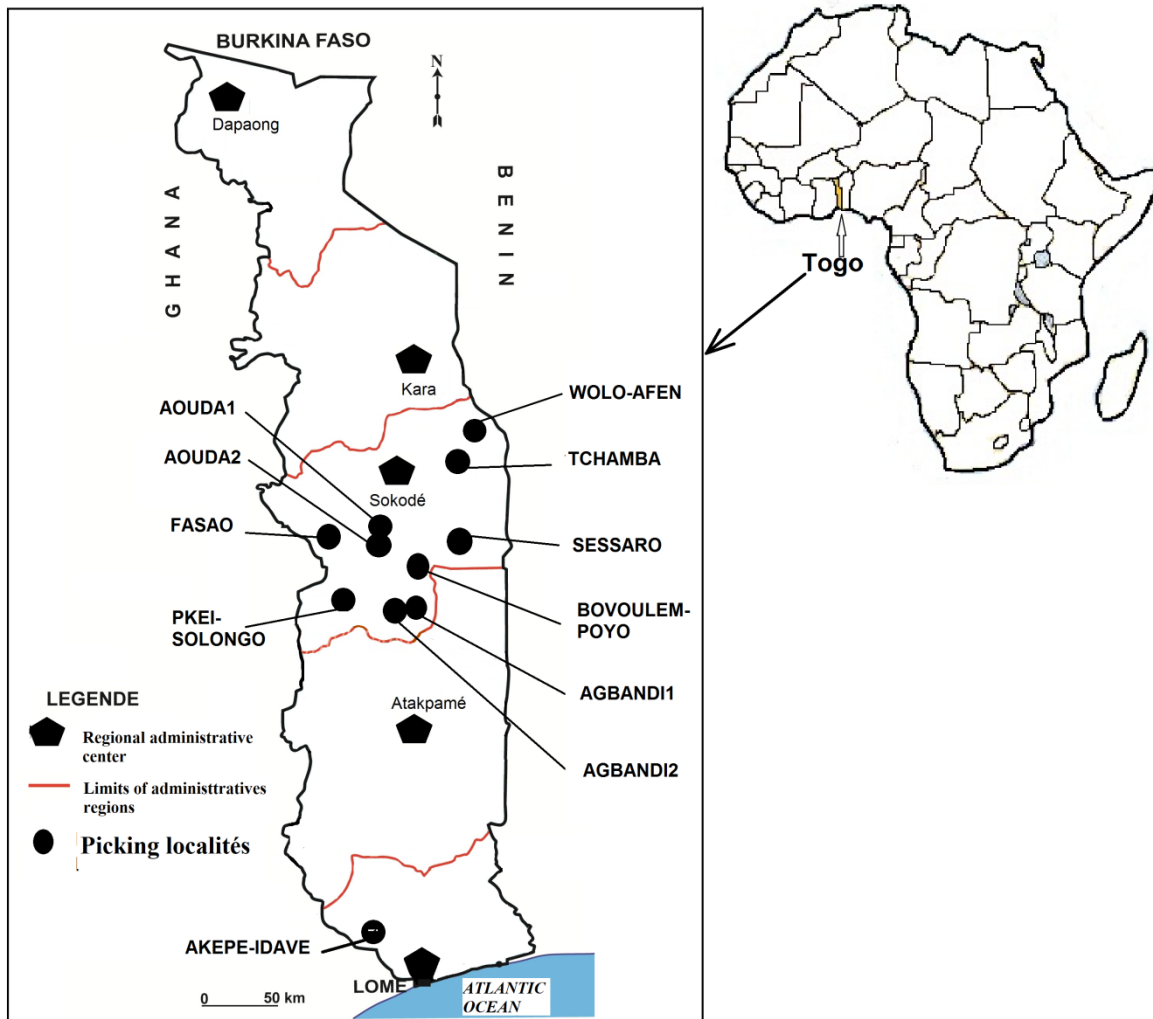 BURKINA FASO
N
Dapaong
GHANA
BENIN
Togo
Kara
WOLO-AFEN
AOUDA1
AOUDA2
TCHAMBA
Sokodé
FASAO
SESSARO
PKEI-
SOLONGO
BOVOULEM-
POYO
AGBANDI1
AGBANDI2
Atakpamé
LEGENDE
Regional administrative
center
Limits of administtratives
regions
Picking localités
AKEPE-IDAVE
LOME
0 50 km
ATLANTIC
OCEAN